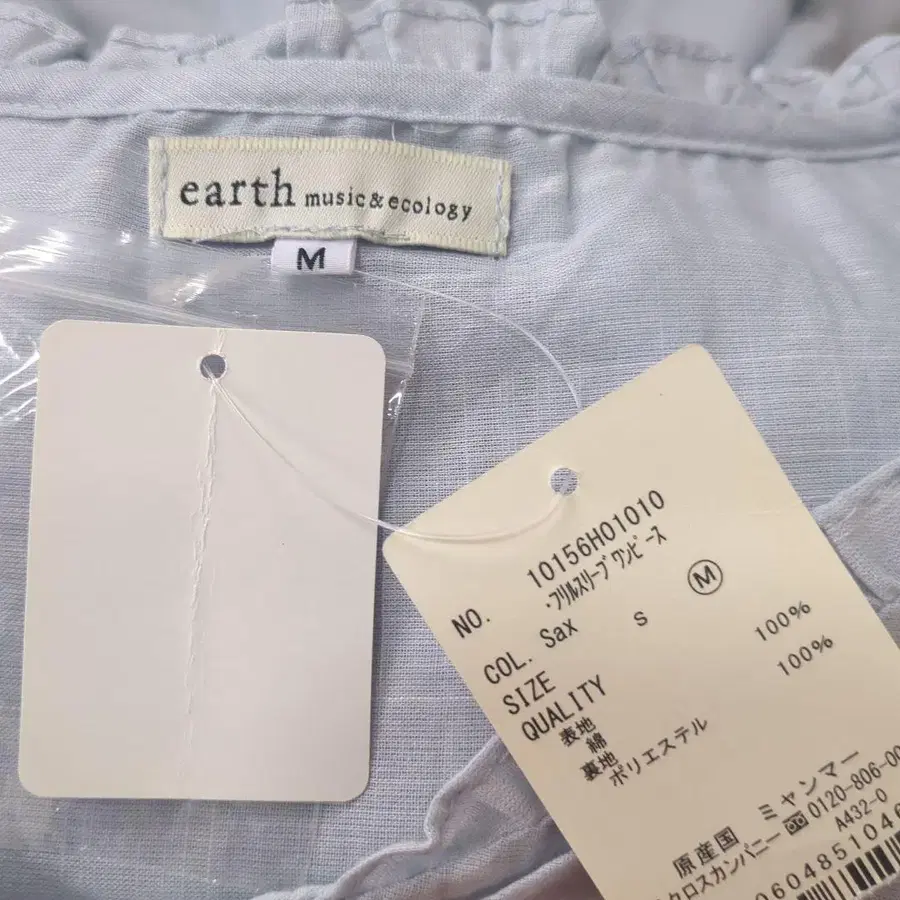 earth music&ecology
M
NO. 10156H01010
・フリルスリーブワンピース
COL. Sax
SIZE S Ⓜ
QUALITY
表地
綿 100%
裏地
ポリエステル 100%
原産国 ミャンマー
クロスカンパニー 0120-806-00
A432-0
060485104